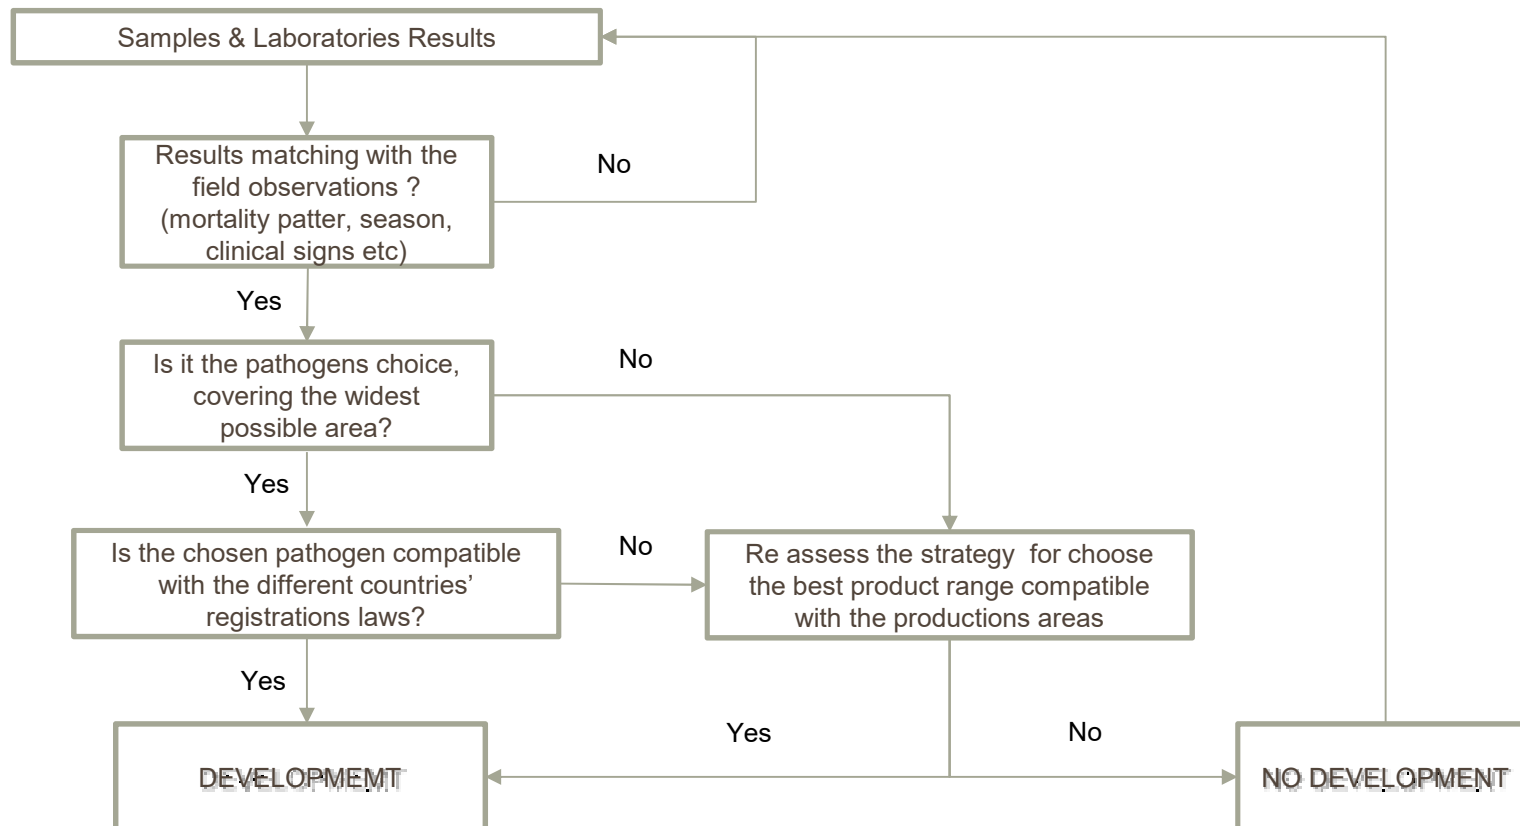 Samples & Laboratories Results
Results matching with the
field observations ?
(mortality patter, season,
clinical signs etc)
No
Yes
Is it the pathogens choice,
covering the widest
possible area?
No
Yes
Is the chosen pathogen compatible
with the different countries’
registrations laws?
No
Re assess the strategy  for choose
the best product range compatible
with the productions areas
Yes
Yes
No
DEVELOPMEMT
NO DEVELOPMENT